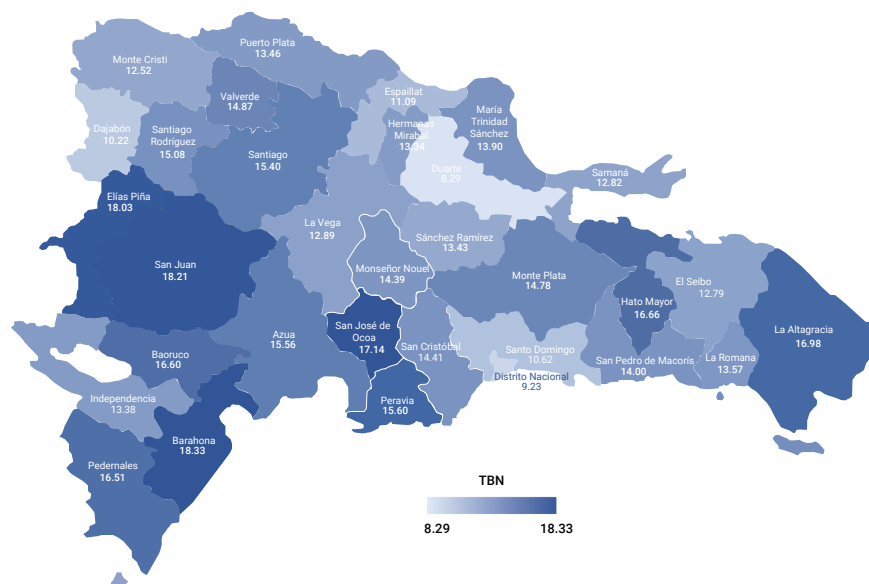 Puerto Plata
13.46
Monte Cristi
12.52
Espaillat
11.09
Valverde
14.87
María
Trinidad
Sánchez
13.90
Hermanas
Mirabal
13.34
Dajabón
10.22
Santiago
Rodríguez
15.08
Santiago
15.40
Duarte
8.29
Samaná
12.82
Elías Piña
18.03
La Vega
12.89
Sánchez Ramírez
13.43
San Juan
18.21
Monseñor Nouel
14.39
Monte Plata
14.78
El Seibo
12.79
Hato Mayor
16.66
La Altagracia
16.98
San José de
Ocoa
17.14
Azua
15.56
San Cristóbal
14.41
Santo Domingo
10.62
Baoruco
16.60
San Pedro de Macorís
14.00
La Romana
13.57
Distrito Nacional
9.23
Independencia
13.38
Peravia
15.60
Barahona
18.33
Pedernales
16.51
TBN
8.29
18.33